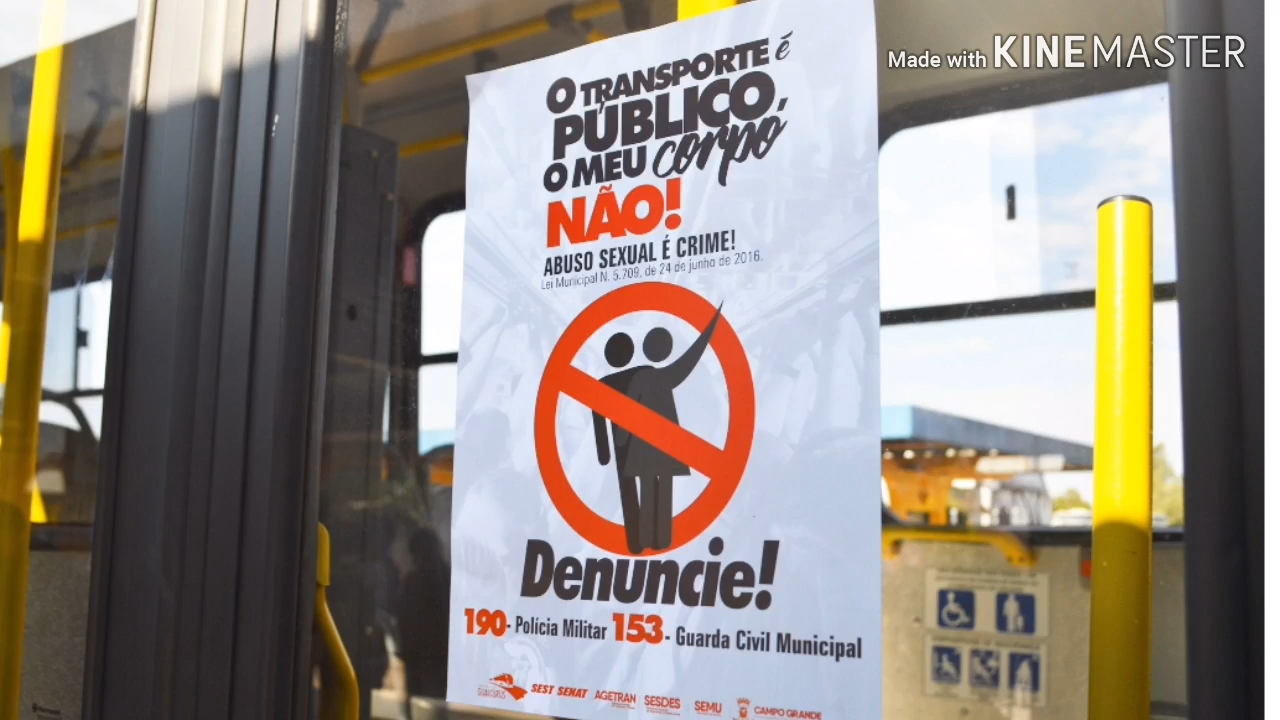 Made with KINEMASTER
O TRANSPORTE é
PÚBLICO,
O MEU corpo
NÃO!
ABUSO SEXUAL É CRIME!
Lei Municipal N. 5.709, de 24 de junho de 2016.
Denuncie!
190 - Polícia Militar 153 - Guarda Civil Municipal
SEST SENAT AGETRAN SESDES SEMU CAMPO GRANDE